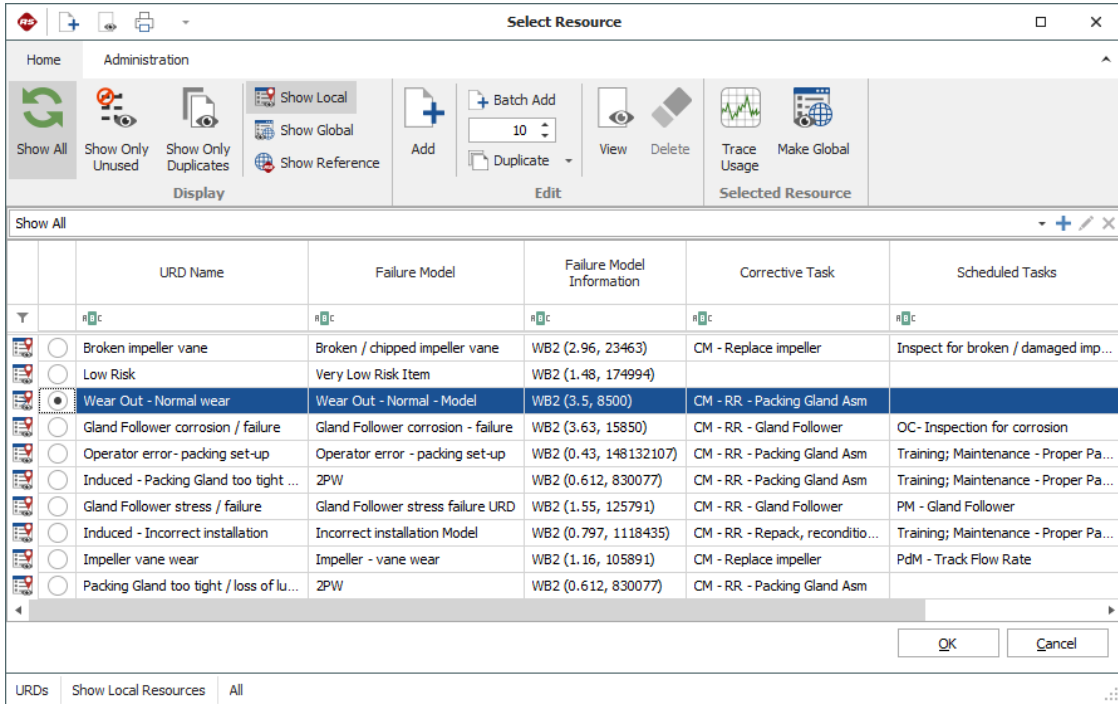 RS Select Resource
Home Administration
Show All
Show Only Unused
Show Only Duplicates
Show Local
Show Global
Show Reference
Display
Add
Batch Add
10
Duplicate
View
Delete
Edit
Trace Usage
Make Global
Selected Resource
Show All
URD Name Failure Model Failure Model Information Corrective Task Scheduled Tasks
ABC ABC ABC ABC ABC
Broken impeller vane Broken / chipped impeller vane WB2 (2.96, 23463) CM - Replace impeller Inspect for broken / damaged imp...
Low Risk Very Low Risk Item WB2 (1.48, 174994)
Wear Out - Normal wear Wear Out - Normal - Model WB2 (3.5, 8500) CM - RR - Packing Gland Asm
Gland Follower corrosion / failure Gland Follower corrosion - failure WB2 (3.63, 15850) CM - RR - Gland Follower OC- Inspection for corrosion
Operator error- packing set-up Operator error - packing set-up WB2 (0.43, 148132107) CM - RR - Packing Gland Asm Training; Maintenance - Proper Pa...
Induced - Packing Gland too tight ... 2PW WB2 (0.612, 830077) CM - RR - Packing Gland Asm Training; Maintenance - Proper Pa...
Gland Follower stress / failure Gland Follower stress failure URD WB2 (1.55, 125791) CM - RR - Gland Follower PM - Gland Follower
Induced - Incorrect installation Incorrect installation Model WB2 (0.797, 1118435) CM - RR - Repack, reconditio... Training; Maintenance - Proper Pa...
Impeller vane wear Impeller - vane wear WB2 (1.16, 105891) CM - Replace impeller PdM - Track Flow Rate
Packing Gland too tight / loss of lu... 2PW WB2 (0.612, 830077) CM - RR - Packing Gland Asm
OK Cancel
URDs Show Local Resources All